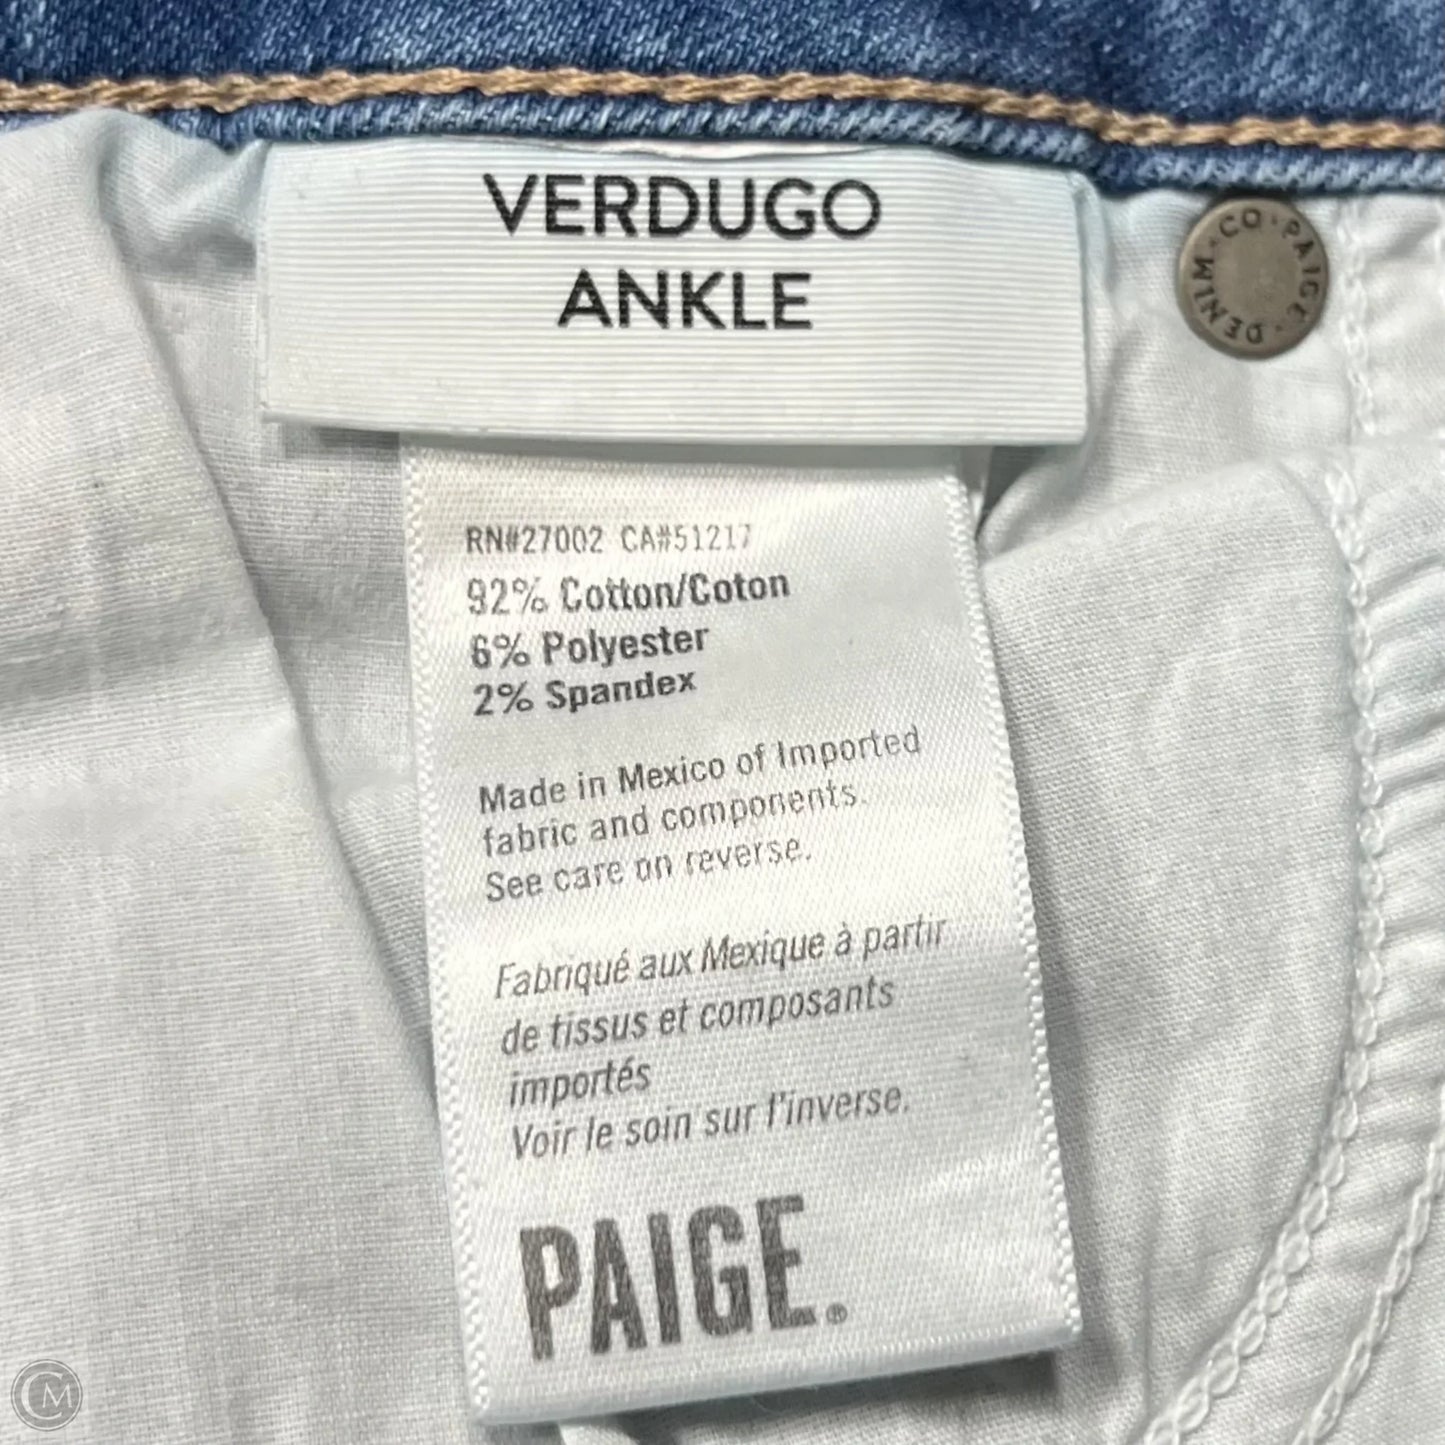 VERDUGO
ANKLE
PAIGE · DENIM · CO ·
RN#27002 CA#51217
92% Cotton/Coton
6% Polyester
2% Spandex
Made in Mexico of Imported
fabric and components.
See care on reverse.
Fabriqué aux Mexique à partir
de tissus et composants
importés
Voir le soin sur l'inverse.
PAIGE®
CM